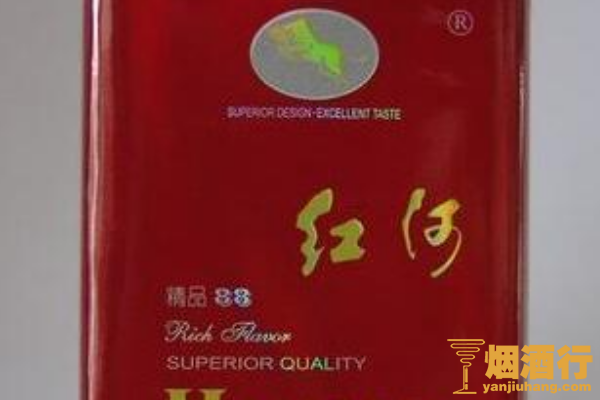 ®
SUPERIOR DESIGN·EXCELLENT TASTE
红河
精品 88
Rich Flavor
SUPERIOR QUALITY
烟酒行
yanjiuhang.com